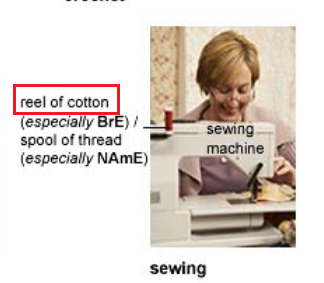 reel of cotton
(especially BrE) /
spool of thread
(especially NAmE)
sewing
machine
sewing